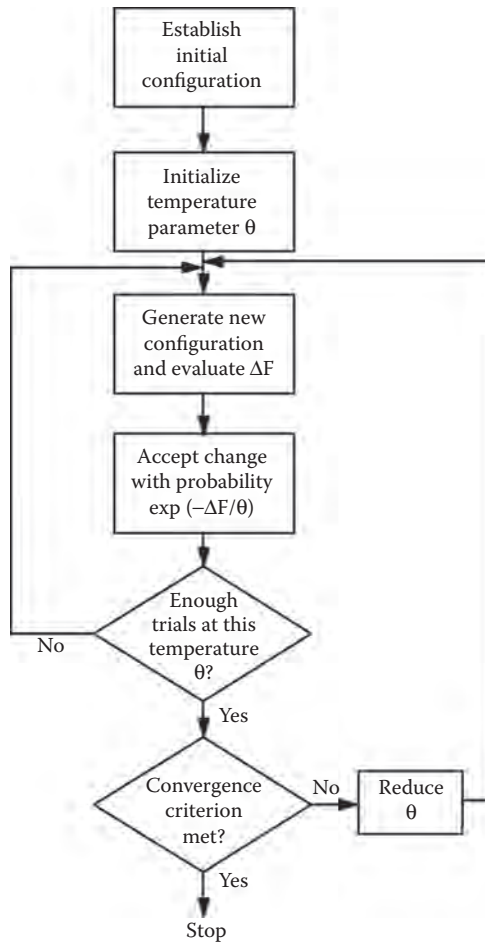 Establish
initial
configuration
Initialize
temperature
parameter θ
Generate new
configuration
and evaluate ΔF
Accept change
with probability
exp (−ΔF/θ)
Enough
trials at this
temperature
θ?
No
Yes
Convergence
criterion
met?
No
Reduce
θ
Yes
Stop